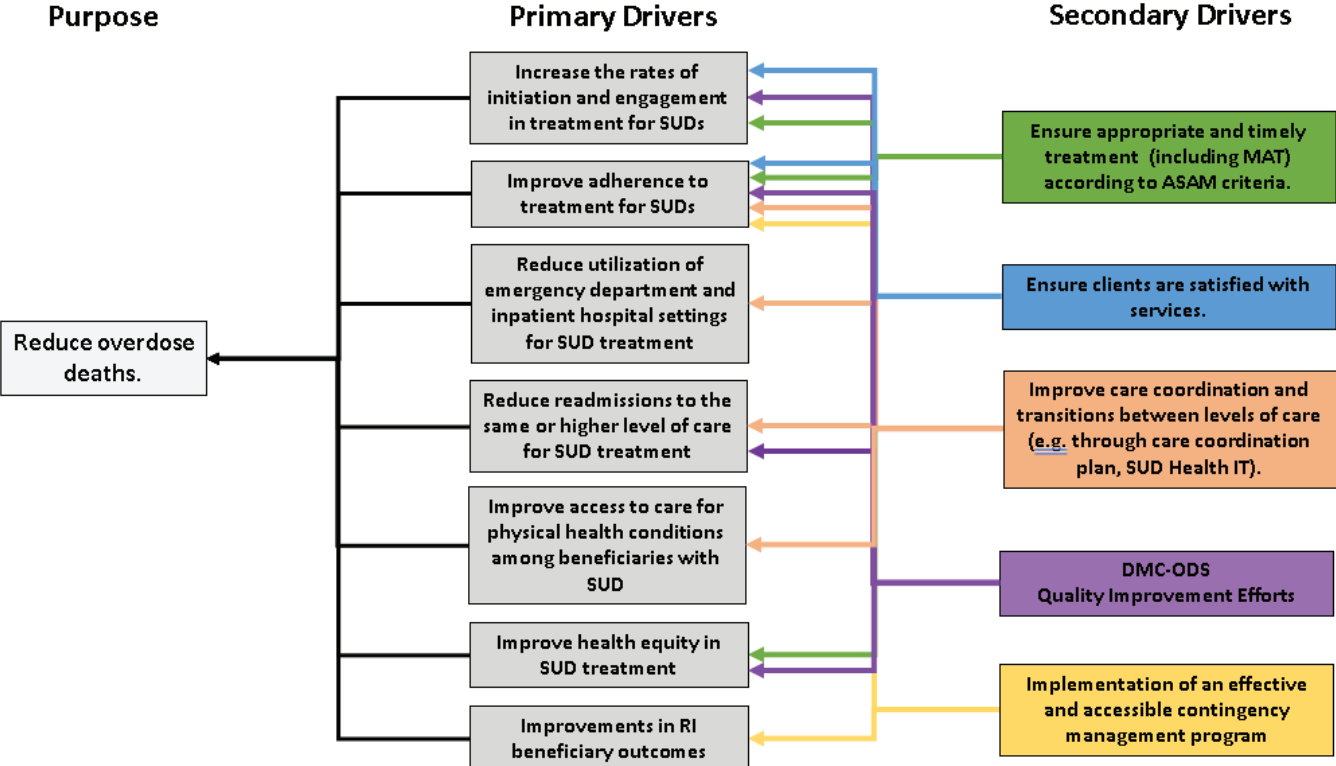 Purpose
Primary Drivers
Secondary Drivers
Reduce overdose
deaths.
Increase the rates of
initiation and engagement
in treatment for SUDs
Improve adherence to
treatment for SUDs
Reduce utilization of
emergency department and
inpatient hospital settings
for SUD treatment
Reduce readmissions to the
same or higher level of care
for SUD treatment
Improve access to care for
physical health conditions
among beneficiaries with
SUD
Improve health equity in
SUD treatment
Improvements in RI
beneficiary outcomes
Ensure appropriate and timely
treatment (including MAT)
according to ASAM criteria.
Ensure clients are satisfied with
services.
Improve care coordination and
transitions between levels of care
(e.g. through care coordination
plan, SUD Health IT).
DMC-ODS
Quality Improvement Efforts
Implementation of an effective
and accessible contingency
management program